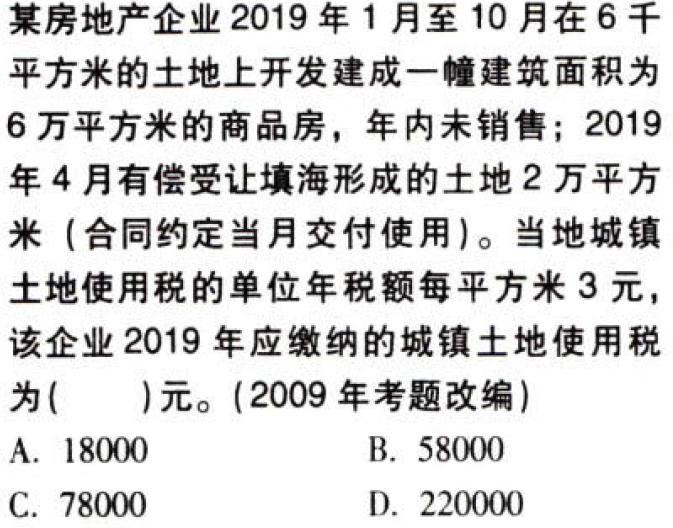 某房地产企业 2019 年 1 月至 10 月在 6 千
平方米的土地上开发建成一幢建筑面积为
6 万平方米的商品房，年内未销售；2019
年 4 月有偿受让填海形成的土地 2 万平方
米（合同约定当月交付使用）。当地城镇
土地使用税的单位年税额每平方米 3 元，
该企业 2019 年应缴纳的城镇土地使用税
为(　　)元。(2009 年考题改编)
A. 18000　　B. 58000
C. 78000　　D. 220000